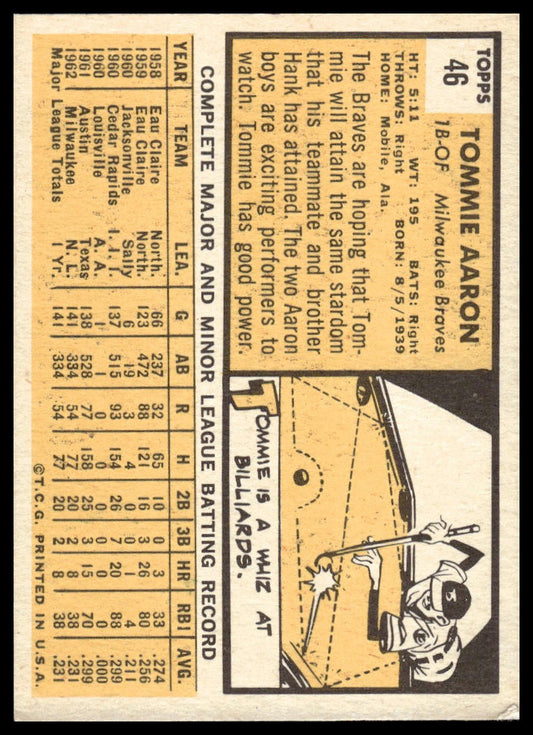 TOPPS
46
TOMMIE AARON
1B-OF Milwaukee Braves
HT: 5:11 WT: 195 BATS: Right
THROWS: Right BORN: 8/5/1939
HOME: Mobile, Ala.
The Braves are hoping that Tom-
mie will attain the same stardom
that his teammate and brother
Hank has attained. The two Aaron
boys are exciting performers to
watch. Tommie has good power.
TOMMIE IS A WHIZ AT
BILLIARDS.
COMPLETE MAJOR AND MINOR LEAGUE BATTING RECORD
YEAR TEAM LEA. G AB R H 2B 3B HR RBI AVG.
1958 Eau Claire North. 66 237 32 65 10 0 3 33 .274
1959 Eau Claire North. 123 472 88 121 16 3 26 80 .256
1960 Jacksonville Sally 6 19 3 4 0 0 1 4 .211
1960 Cedar Rapids I. I. I. 137 515 93 154 26 7 20 88 .299
1960 Louisville A. A. 1 1 0 0 0 0 0 0 .000
1961 Austin Texas 138 528 77 158 25 3 15 70 .299
1962 Milwaukee N. L. 141 334 54 77 20 2 8 38 .231
Major League Totals 1 Yr. 141 334 54 77 20 2 8 38 .231
©T.C.G. PRINTED IN U.S.A.